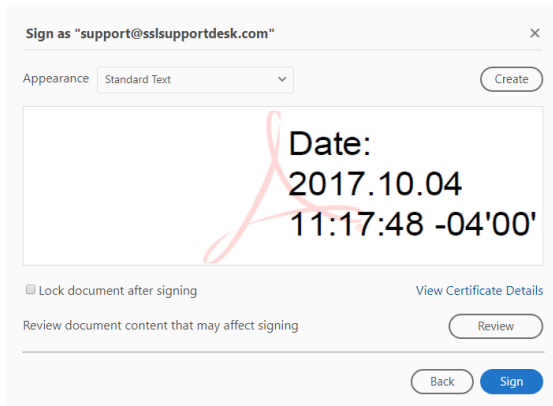 Sign as "support@sslsupportdesk.com"
Appearance Standard Text Create
Date:
2017.10.04
11:17:48 -04'00'
Lock document after signing View Certificate Details
Review document content that may affect signing Review
Back Sign